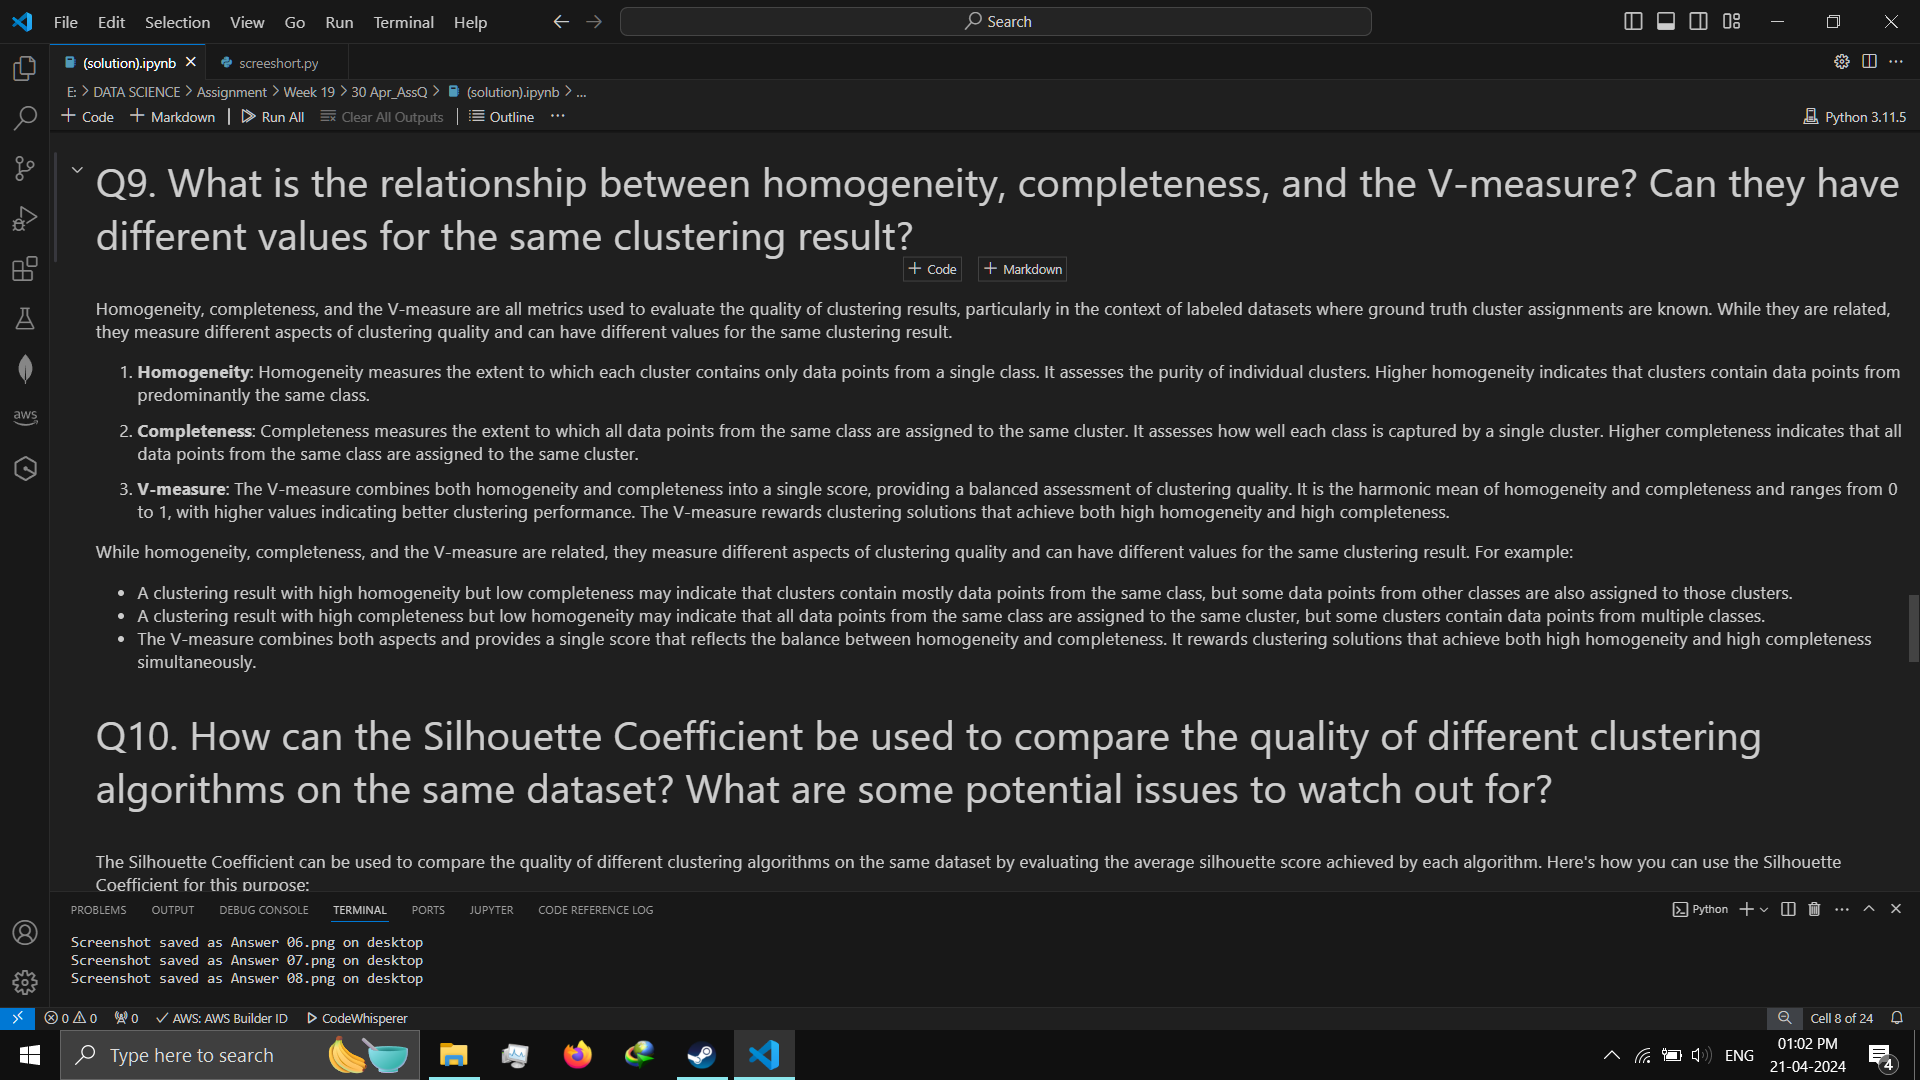 File Edit Selection View Go Run Terminal Help
Search
(solution).ipynb
screeshort.py
E: > DATA SCIENCE > Assignment > Week 19 > 30 Apr_AssQ > (solution).ipynb > ...
+ Code + Markdown | Run All Clear All Outputs | Outline ...
Python 3.11.5
Q9. What is the relationship between homogeneity, completeness, and the V-measure? Can they have
different values for the same clustering result?
+ Code + Markdown
Homogeneity, completeness, and the V-measure are all metrics used to evaluate the quality of clustering results, particularly in the context of labeled datasets where ground truth cluster assignments are known. While they are related,
they measure different aspects of clustering quality and can have different values for the same clustering result.
1. Homogeneity: Homogeneity measures the extent to which each cluster contains only data points from a single class. It assesses the purity of individual clusters. Higher homogeneity indicates that clusters contain data points from
predominantly the same class.
2. Completeness: Completeness measures the extent to which all data points from the same class are assigned to the same cluster. It assesses how well each class is captured by a single cluster. Higher completeness indicates that all
data points from the same class are assigned to the same cluster.
3. V-measure: The V-measure combines both homogeneity and completeness into a single score, providing a balanced assessment of clustering quality. It is the harmonic mean of homogeneity and completeness and ranges from 0
to 1, with higher values indicating better clustering performance. The V-measure rewards clustering solutions that achieve both high homogeneity and high completeness.
While homogeneity, completeness, and the V-measure are related, they measure different aspects of clustering quality and can have different values for the same clustering result. For example:
• A clustering result with high homogeneity but low completeness may indicate that clusters contain mostly data points from the same class, but some data points from other classes are also assigned to those clusters.
• A clustering result with high completeness but low homogeneity may indicate that all data points from the same class are assigned to the same cluster, but some clusters contain data points from multiple classes.
• The V-measure combines both aspects and provides a single score that reflects the balance between homogeneity and completeness. It rewards clustering solutions that achieve both high homogeneity and high completeness
simultaneously.
Q10. How can the Silhouette Coefficient be used to compare the quality of different clustering
algorithms on the same dataset? What are some potential issues to watch out for?
The Silhouette Coefficient can be used to compare the quality of different clustering algorithms on the same dataset by evaluating the average silhouette score achieved by each algorithm. Here's how you can use the Silhouette
Coefficient for this purpose:
aws
PROBLEMS OUTPUT DEBUG CONSOLE TERMINAL PORTS JUPYTER CODE REFERENCE LOG
Python
Screenshot saved as Answer 06.png on desktop
Screenshot saved as Answer 07.png on desktop
Screenshot saved as Answer 08.png on desktop
0 0 0 AWS: AWS Builder ID CodeWhisperer
Cell 8 of 24
Type here to search
ENG
01:02 PM
21-04-2024
4